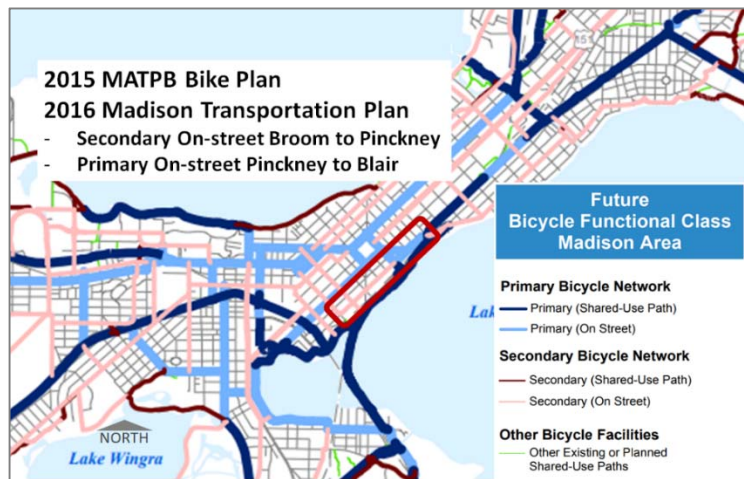 2015 MATPB Bike Plan
2016 Madison Transportation Plan
- Secondary On-street Broom to Pinckney
- Primary On-street Pinckney to Blair
151
Future
Bicycle Functional Class
Madison Area
Primary Bicycle Network
Primary (Shared-Use Path)
Primary (On Street)
Secondary Bicycle Network
Secondary (Shared-Use Path)
Secondary (On Street)
Other Bicycle Facilities
Other Existing or Planned
Shared-Use Paths
NORTH
Lake Wingra